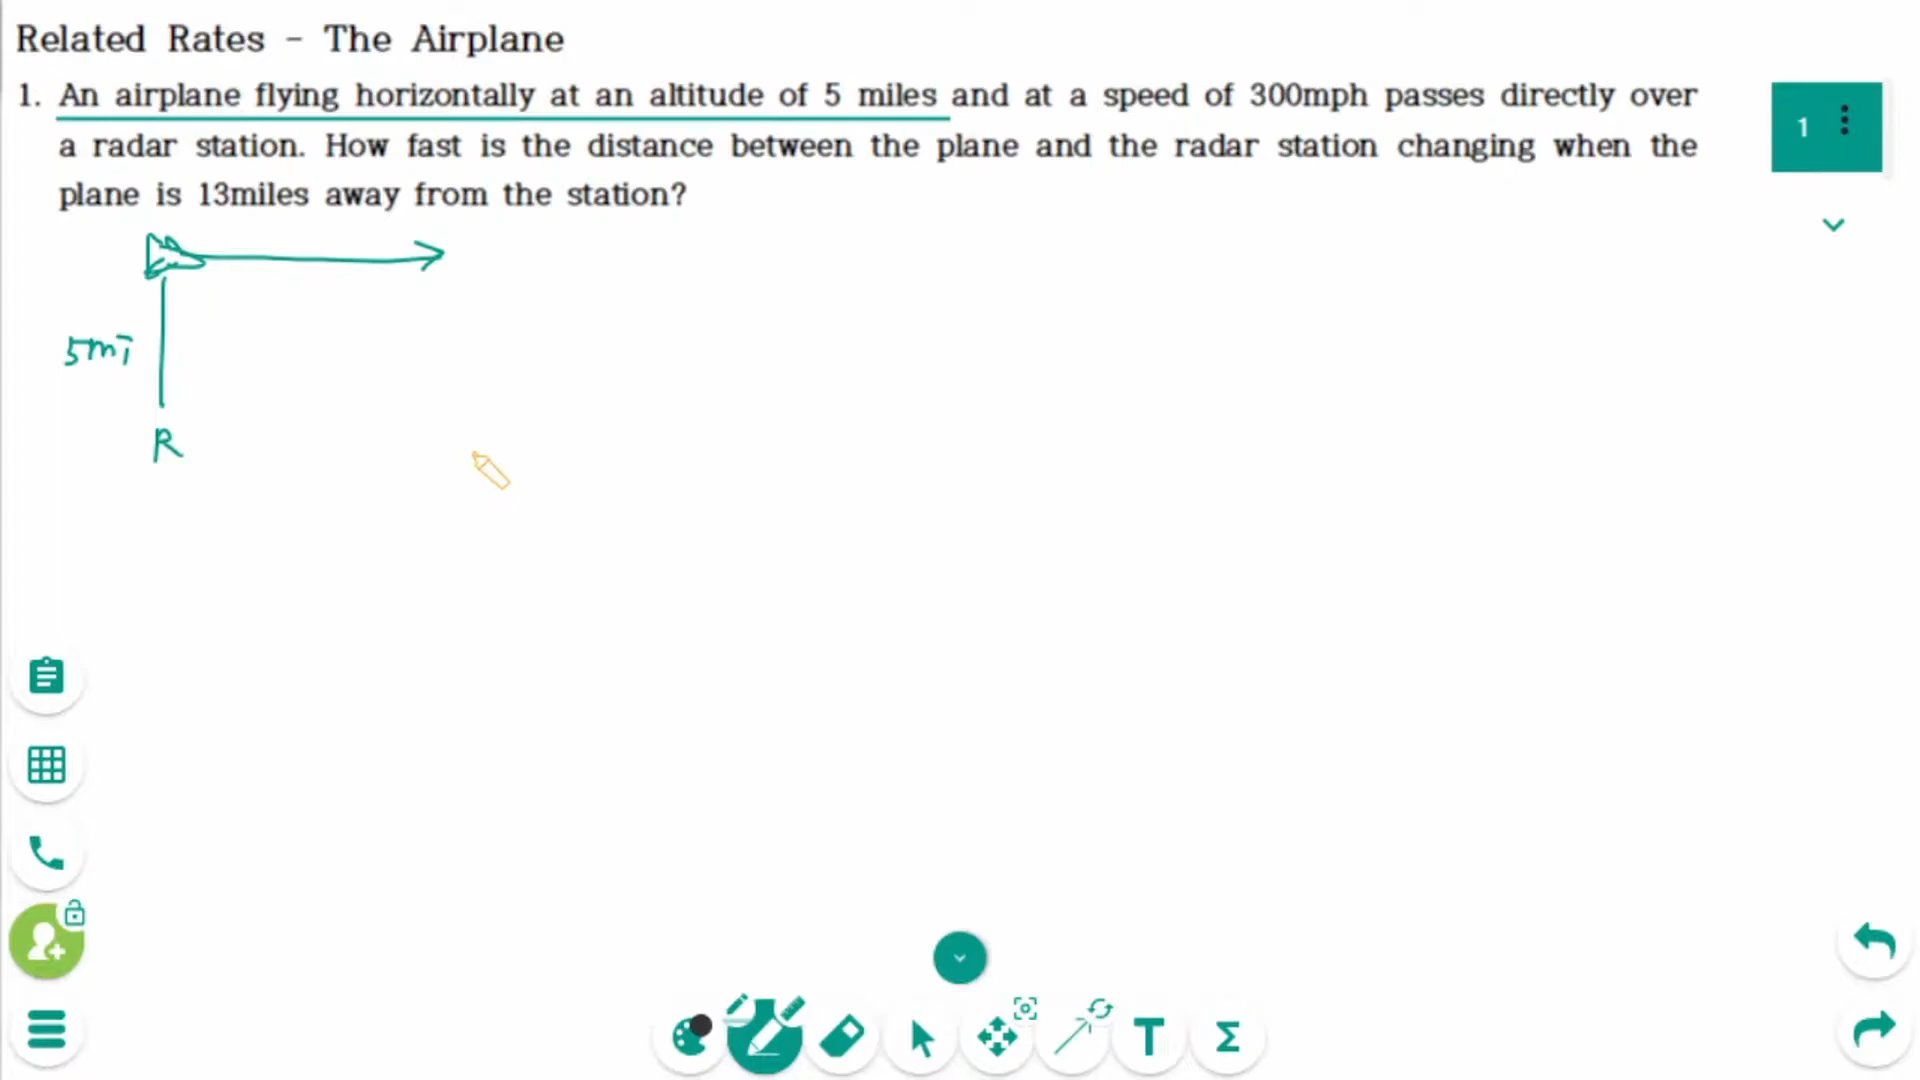 Related Rates - The Airplane
1. An airplane flying horizontally at an altitude of 5 miles and at a speed of 300mph passes directly over
a radar station. How fast is the distance between the plane and the radar station changing when the
plane is 13miles away from the station?
1
5mi
R
T
Σ